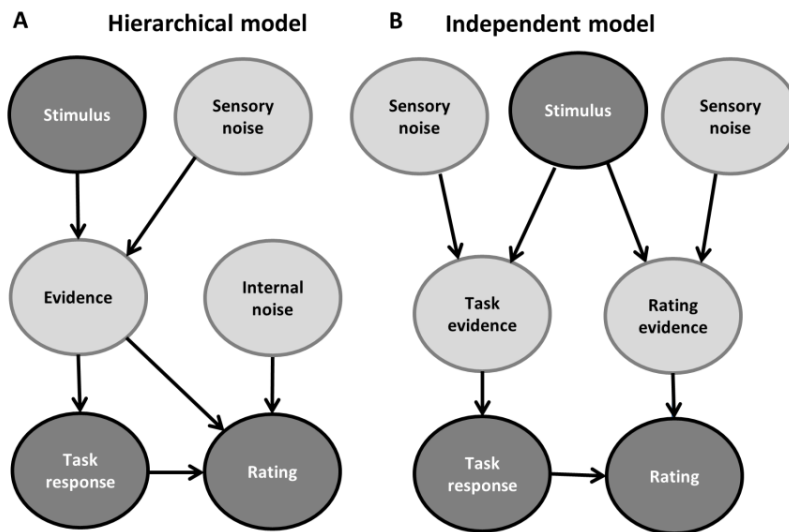 A
Hierarchical model
Stimulus
Sensory
noise
Evidence
Internal
noise
Task
response
Rating
B
Independent model
Sensory
noise
Stimulus
Sensory
noise
Task
evidence
Rating
evidence
Task
response
Rating